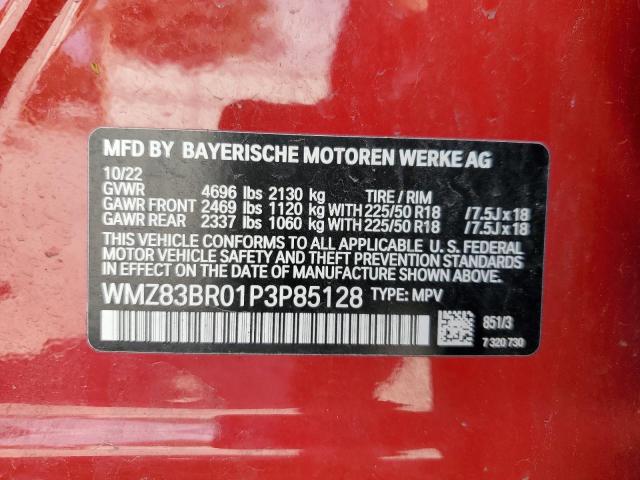 MFD BY BAYERISCHE MOTOREN WERKE AG
10/22
GVWR 4696 lbs 2130 kg TIRE / RIM
GAWR FRONT 2469 lbs 1120 kg WITH 225/50 R18 /7.5J x 18
GAWR REAR 2337 lbs 1060 kg WITH 225/50 R18 /7.5J x 18
THIS VEHICLE CONFORMS TO ALL APPLICABLE U. S. FEDERAL
MOTOR VEHICLE SAFETY AND THEFT PREVENTION STANDARDS
IN EFFECT ON THE DATE OF MANUFACTURE SHOWN ABOVE.
WMZ83BR01P3P85128 TYPE: MPV
851/3
7 320 730